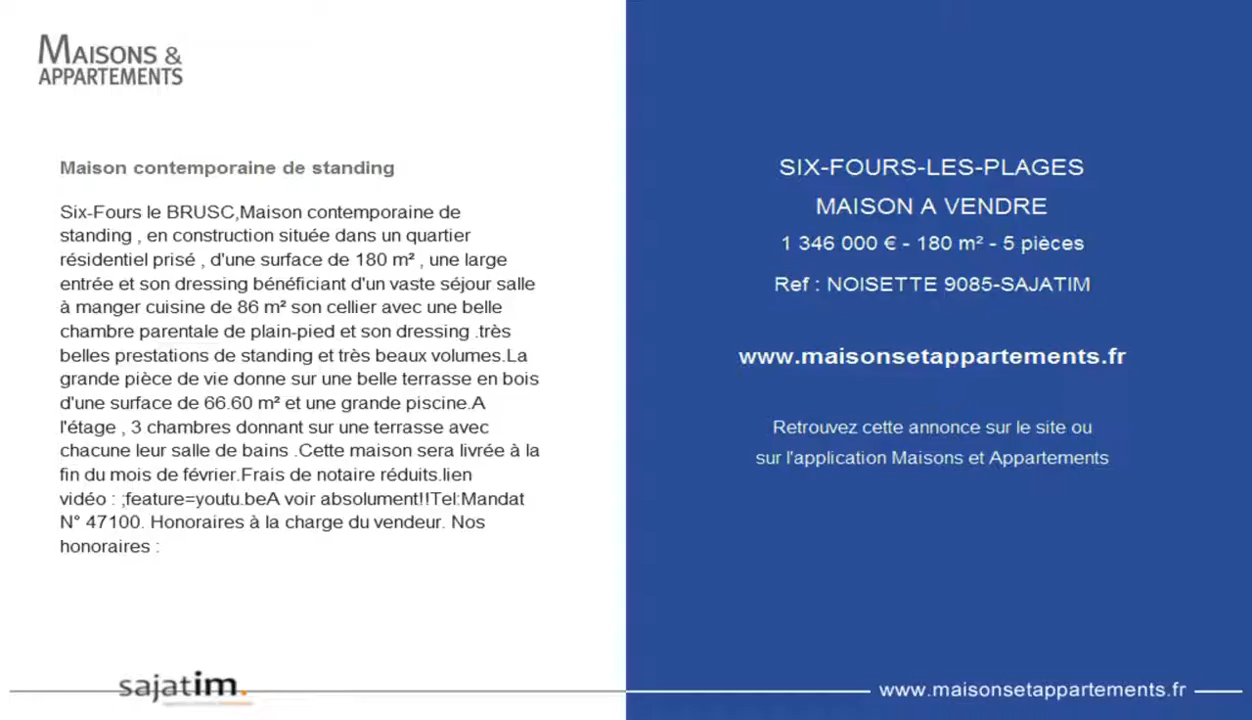 MAISONS &
APPARTEMENTS
Maison contemporaine de standing
Six-Fours le BRUSC,Maison contemporaine de
standing , en construction située dans un quartier
résidentiel prisé , d'une surface de 180 m² , une large
entrée et son dressing bénéficiant d'un vaste séjour salle
à manger cuisine de 86 m² son cellier avec une belle
chambre parentale de plain-pied et son dressing .très
belles prestations de standing et très beaux volumes.La
grande pièce de vie donne sur une belle terrasse en bois
d'une surface de 66.60 m² et une grande piscine.A
l'étage , 3 chambres donnant sur une terrasse avec
chacune leur salle de bains .Cette maison sera livrée à la
fin du mois de février.Frais de notaire réduits.lien
vidéo : ;feature=youtu.beA voir absolument!!Tel:Mandat
N° 47100. Honoraires à la charge du vendeur. Nos
honoraires :
sajatim.
SIX-FOURS-LES-PLAGES
MAISON A VENDRE
1 346 000 € - 180 m² - 5 pièces
Ref : NOISETTE 9085-SAJATIM
www.maisonsetappartements.fr
Retrouvez cette annonce sur le site ou
sur l'application Maisons et Appartements
www.maisonsetappartements.fr